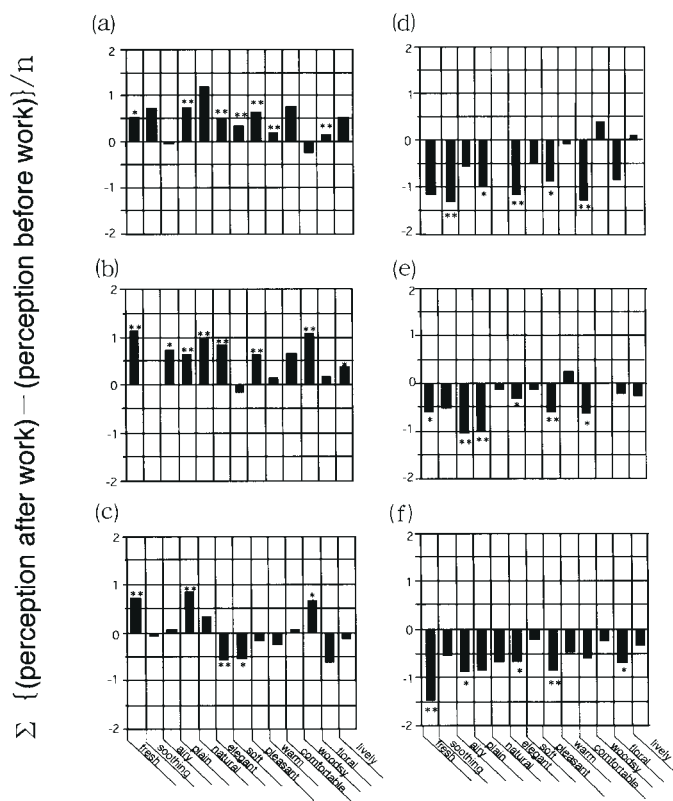 Σ {(perception after work) — (perception before work)}/n
(a)
2
1
0
1
-2
* ** ** ** ** ** ** **
(b)
2
1
0
-1
-2
** * ** ** ** ** ** *
(c)
2
1
0
-1
-2
** ** ** * *
fresh
soothing
airy
plain
natural
elegant
soft
pleasant
warm
comfortable
woodsy
floral
lively
(d)
2
1
0
-1
-2
** * ** * **
(e)
2
1
0
-1
-2
* ** ** * ** *
(f)
2
1
0
-1
-2
** * * ** *
fresh
soothing
airy
plain
natural
elegant
soft
pleasant
warm
comfortable
woodsy
floral
lively